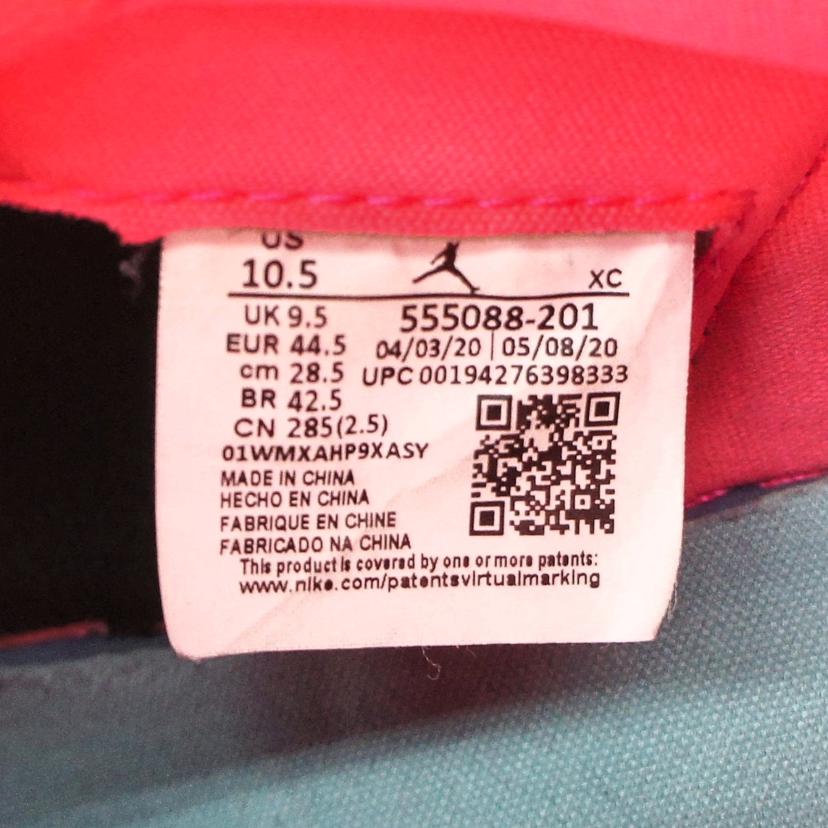 US
10.5 XC
UK 9.5 555088-201
EUR 44.5 04/03/20 | 05/08/20
cm 28.5 UPC 00194276398333
BR 42.5
CN 285(2.5)
01WMXAHP9XASY
MADE IN CHINA
HECHO EN CHINA
FABRIQUE EN CHINE
FABRICADO NA CHINA
This product is covered by one or more patents:
www.nike.com/patentsvirtualmarking